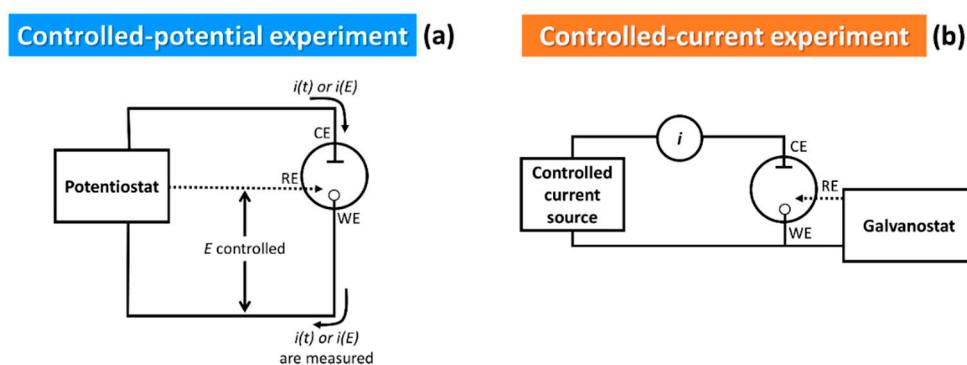 Controlled-potential experiment (a)
Controlled-current experiment (b)
i(t) or i(E)
CE
Potentiostat
RE
WE
E controlled
i(t) or i(E)
are measured
i
CE
Controlled
current
source
RE
WE
Galvanostat